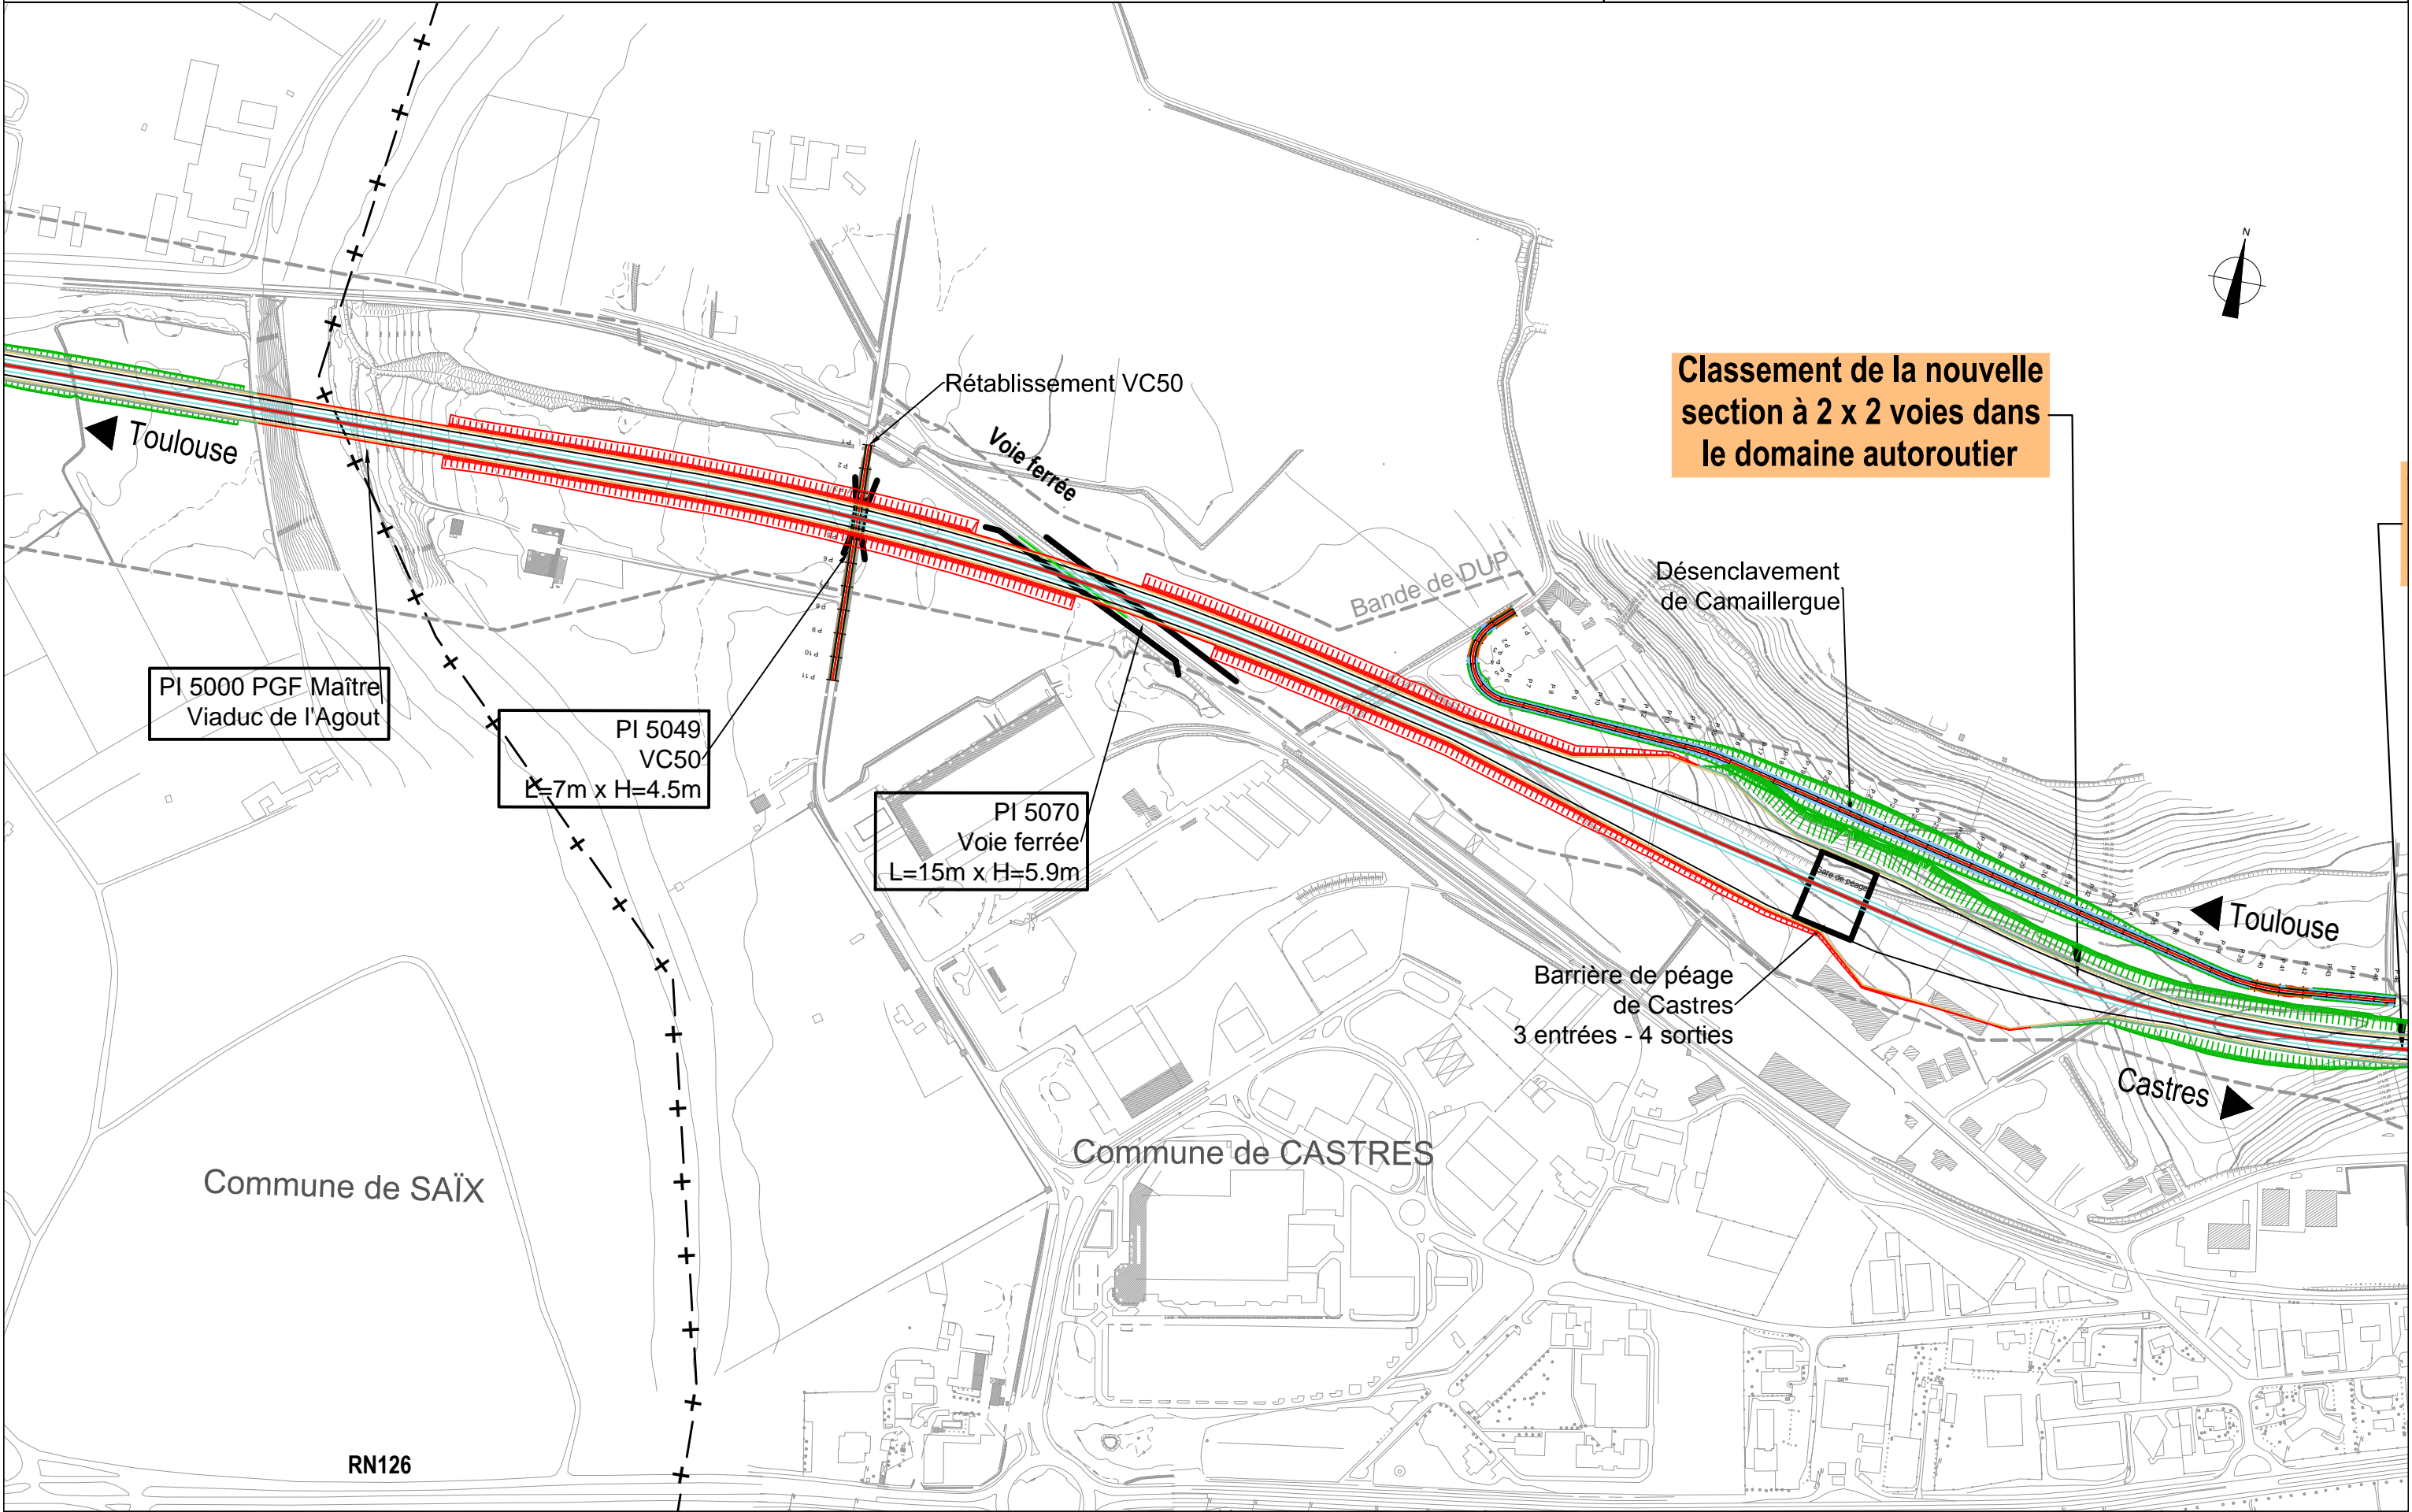 N
Rétablissement VC50
Voie ferrée
Classement de la nouvelle
section à 2 x 2 voies dans
le domaine autoroutier
Toulouse
Bande de DUP
Désenclavement
de Camaillergue
PI 5000 PGF Maître
Viaduc de l'Agout
PI 5049
VC50
L=7m x H=4.5m
PI 5070
Voie ferrée
L=15m x H=5.9m
Gare de péage
Toulouse
Barrière de péage
de Castres
3 entrées - 4 sorties
Castres
Commune de CASTRES
Commune de SAÏX
RN126